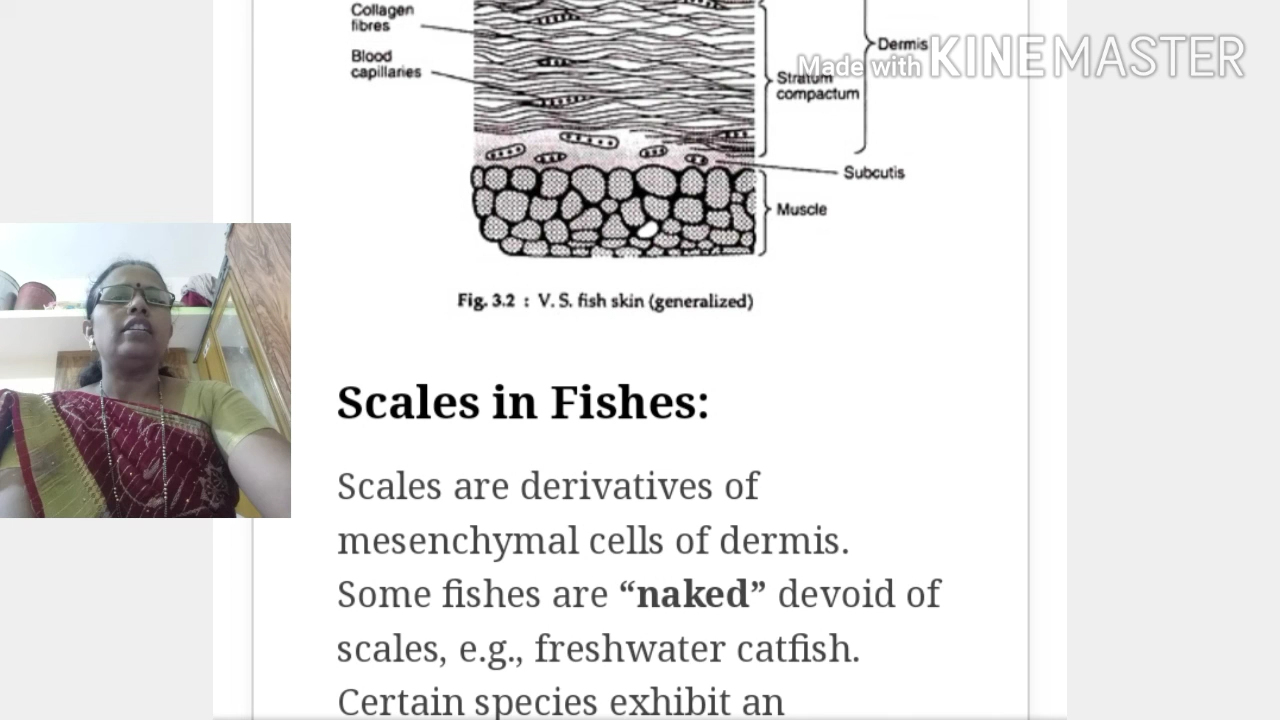 Collagen
fibres
Blood
capillaries
Dermis
Made with KINEMASTER
Stratum
compactum
Subcutis
Muscle
Fig. 3.2 : V. S. fish skin (generalized)
Scales in Fishes:
Scales are derivatives of
mesenchymal cells of dermis.
Some fishes are “naked” devoid of
scales, e.g., freshwater catfish.
Certain species exhibit an